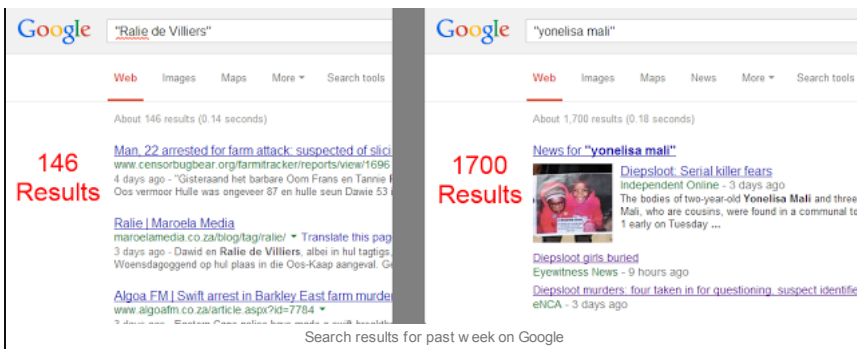 Google "Ralie de Villiers"
Web Images Maps More Search tools
About 146 results (0.14 seconds)
146
Results
Man, 22 arrested for farm attack: suspected of slici
www.censorbugbear.org/farmitracker/reports/view/1696
4 days ago - "Gisteraand het barbare Oom Frans en Tannie
Oos vermoor Hulle was ongeveer 87 en hulle seun Dawie 53
Ralie | Maroela Media
maroelamedia.co.za/blog/tag/ralie/ Translate this pag
3 days ago - Dawid en Ralie de Villiers, albei in hul tagtigs,
Woensdagoggend op hul plaas in die Oos-Kaap aangeval. Ge
Algoa FM | Swift arrest in Barkley East farm murde
www.algoafm.co.za/article.aspx?id=7784
Google "yonelisa mali"
Web Images Maps News More Search tools
About 1,700 results (0.18 seconds)
1700
Results
News for "yonelisa mali"
Diepsloot: Serial killer fears
Independent Online - 3 days ago
The bodies of two-year-old Yonelisa Mali and three
Mali, who are cousins, were found in a communal to
1 early on Tuesday ...
Diepsloot girls buried
Eyewitness News - 9 hours ago
Diepsloot murders: four taken in for questioning, suspect identifie
eNCA - 3 days ago
Search results for past week on Google